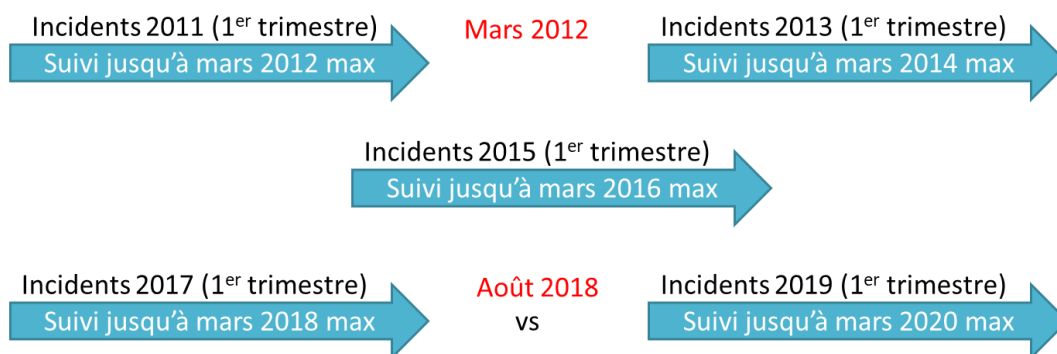 Incidents 2011 (1er trimestre)
Mars 2012
Incidents 2013 (1er trimestre)
Suivi jusqu'à mars 2012 max
Suivi jusqu'à mars 2014 max
Incidents 2015 (1er trimestre)
Suivi jusqu'à mars 2016 max
Incidents 2017 (1er trimestre)
Août 2018
Incidents 2019 (1er trimestre)
Suivi jusqu'à mars 2018 max
vs
Suivi jusqu'à mars 2020 max